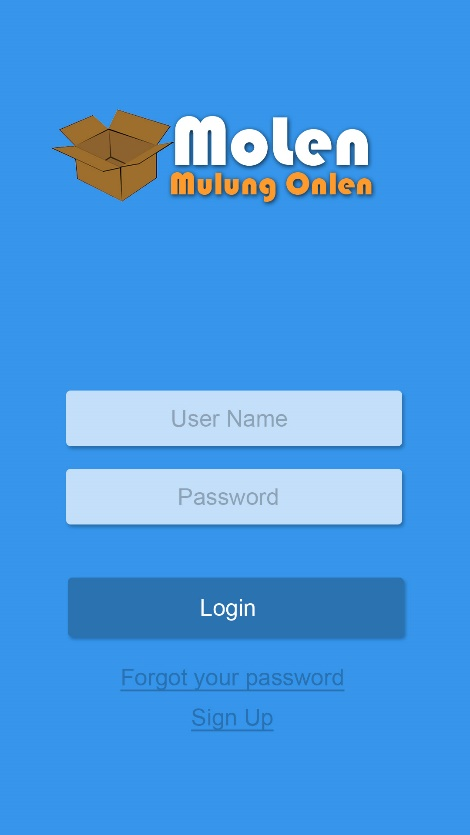 Molen
Mulung Onlen
User Name
Password
Login
Forgot your password
Sign Up